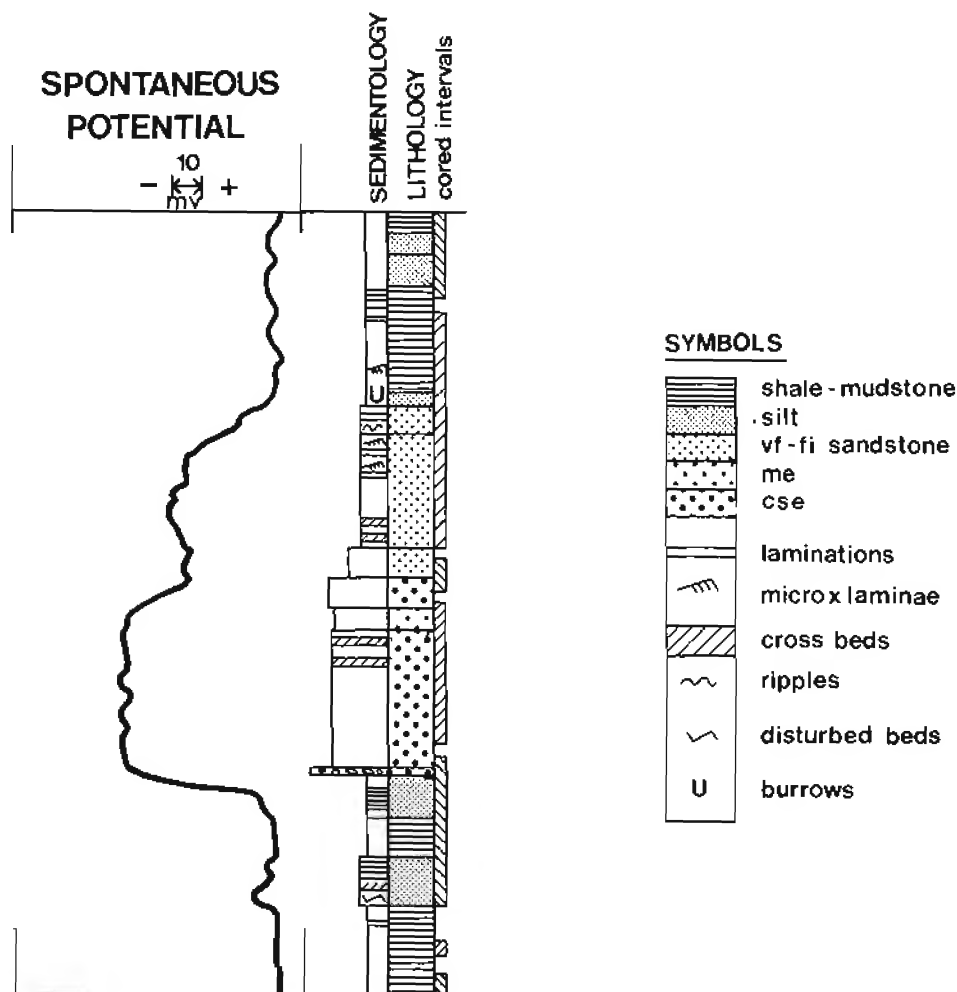 SPONTANEOUS
POTENTIAL
10
- +
mv
SEDIMENTOLOGY
LITHOLOGY
cored intervals
U
SYMBOLS
shale-mudstone
silt
vf-fi sandstone
me
cse
laminations
micro x laminae
cross beds
ripples
disturbed beds
U burrows